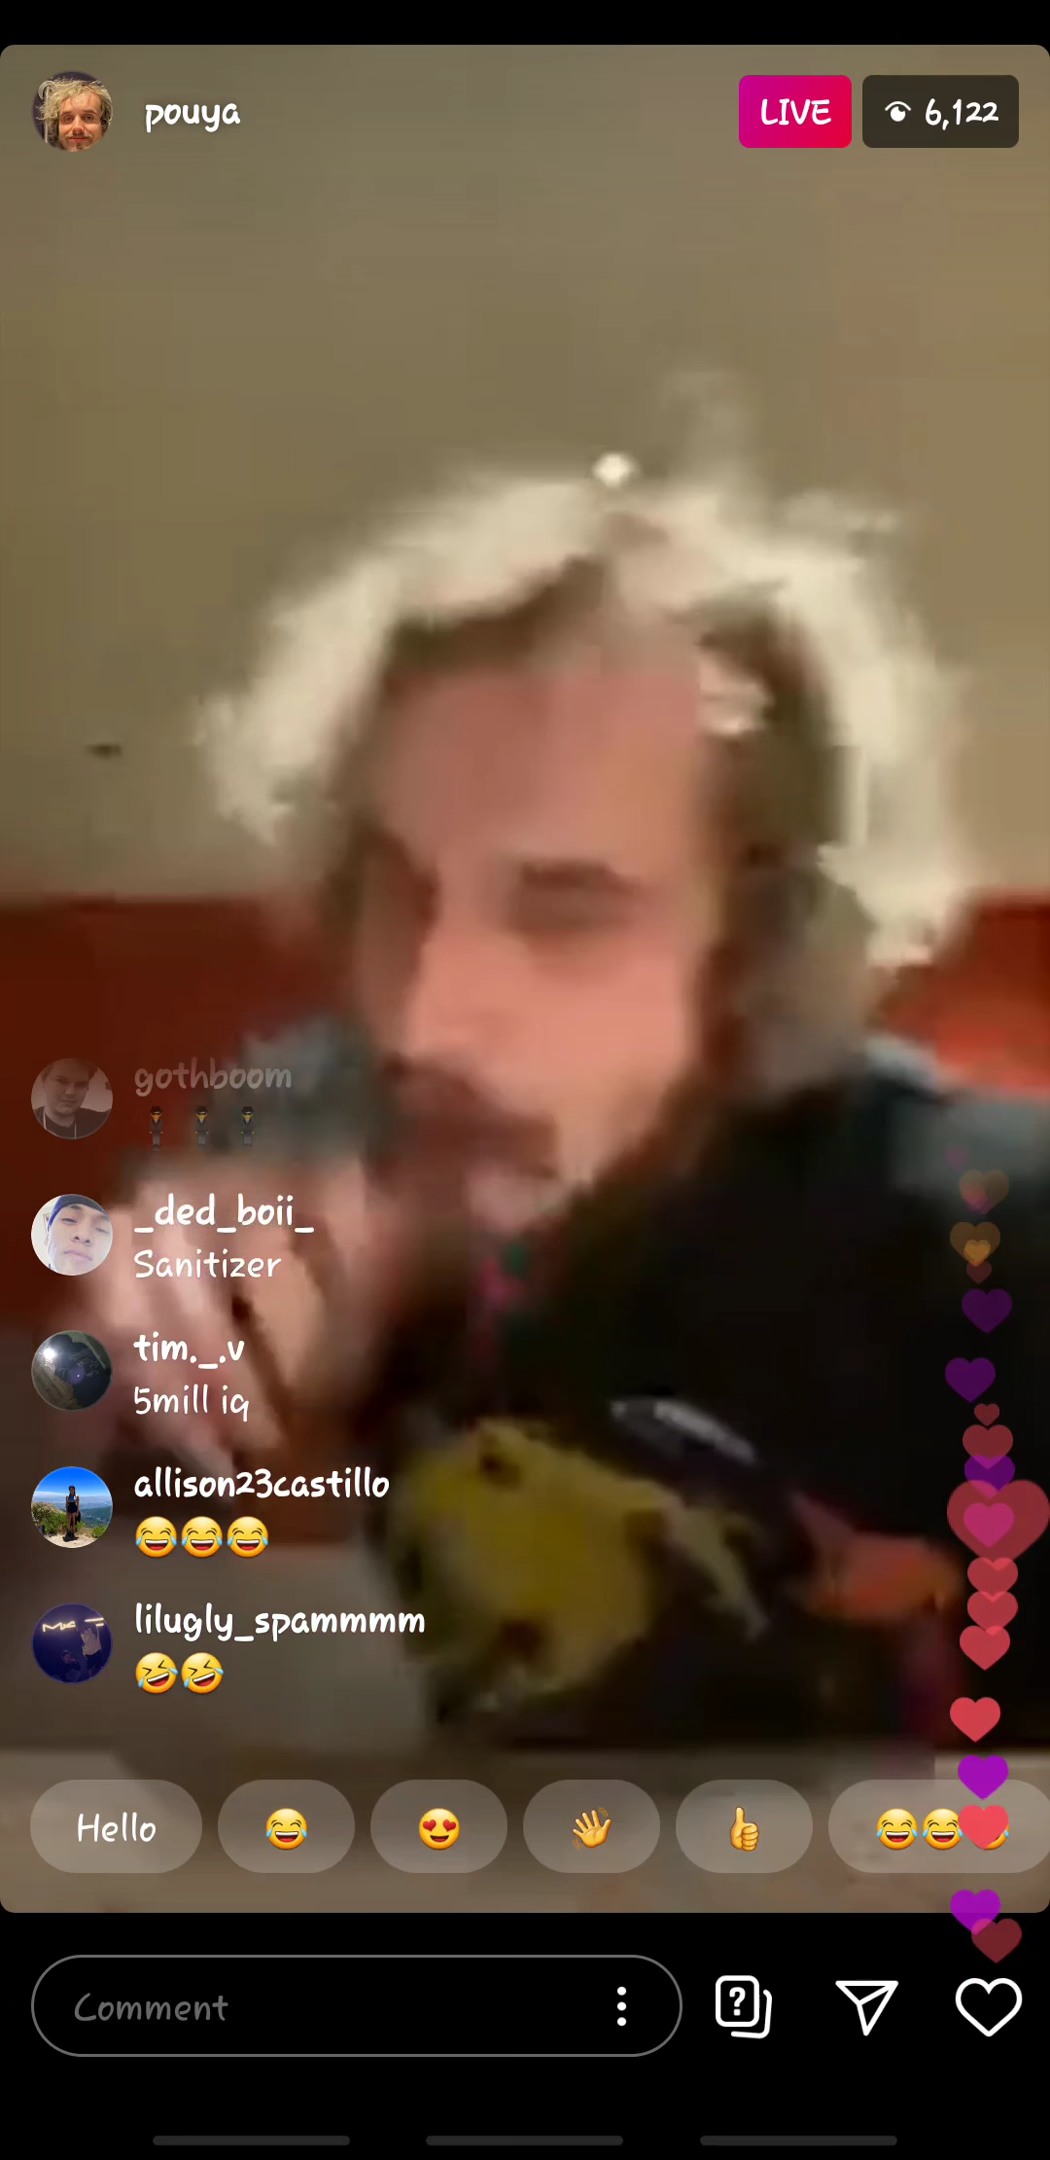 pouya
LIVE 6,122
gothboom
_ded_boii_
Sanitizer
tim._.v
5mill iq
allison23castillo
😂😂😂
lilugly_spammmm
🤣🤣
Hello 😂 😍 👋 👍 😂😂😂
Comment